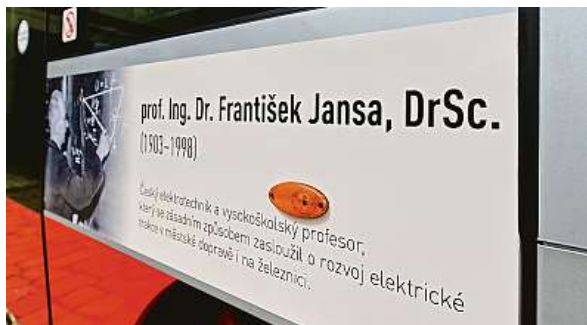 prof. Ing. Dr. František Jansa, DrSc.
(1903–1998)
Český elektrotechnik a vysokoškolský profesor,
který se zásadním způsobem zasloužil o rozvoj elektrické
trakce v městské dopravě i na železnici.